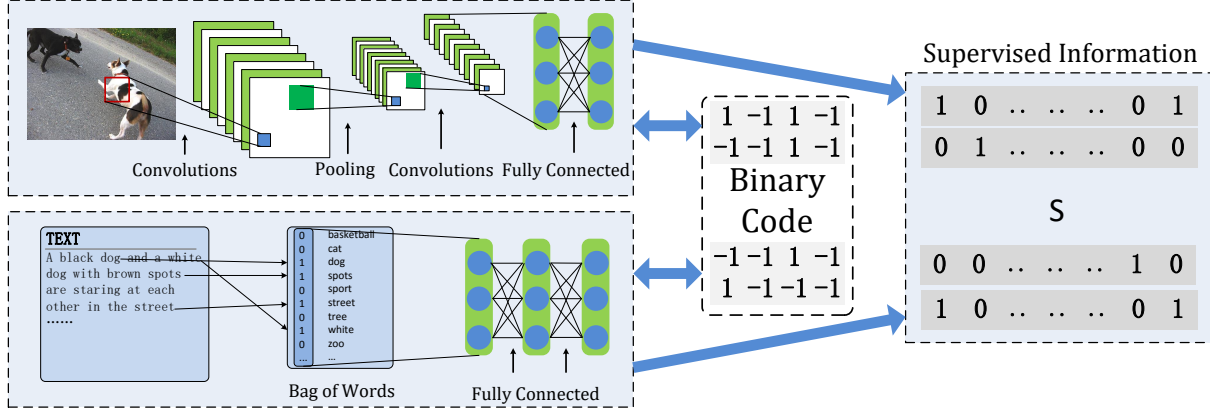 Convolutions
Pooling
Convolutions
Fully Connected
TEXT
A black dog and a white
dog with brown spots
are staring at each
other in the street
......
0 basketball
0 cat
1 dog
1 spots
0 sport
1 street
0 tree
1 white
0 zoo
... ...
Bag of Words
Fully Connected
1 −1 1 −1
−1 −1 1 −1
Binary
Code
−1 −1 1 −1
1 −1 −1 −1
Supervised Information
1 0 .. .. .. 0 1
0 1 .. .. .. 0 0
S
0 0 .. .. .. 1 0
1 0 .. .. .. 0 1